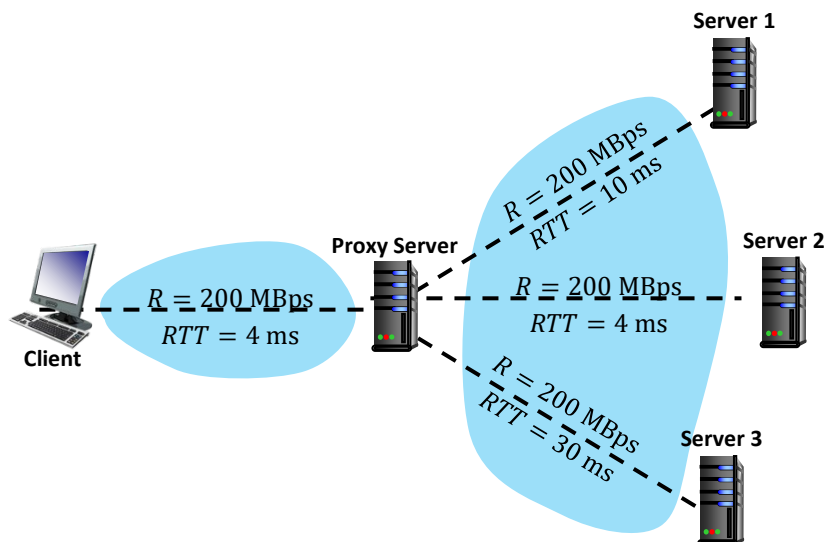 Server 1
R = 200 MBps
RTT = 10 ms
Proxy Server
Server 2
R = 200 MBps
RTT = 4 ms
R = 200 MBps
RTT = 4 ms
Client
R = 200 MBps
RTT = 30 ms
Server 3